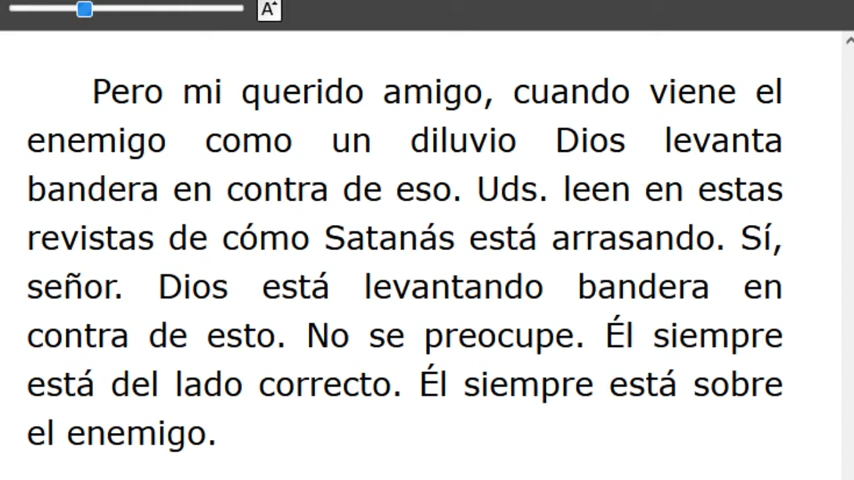 A
Pero mi querido amigo, cuando viene el
enemigo como un diluvio Dios levanta
bandera en contra de eso. Uds. leen en estas
revistas de cómo Satanás está arrasando. Sí,
señor. Dios está levantando bandera en
contra de esto. No se preocupe. Él siempre
está del lado correcto. Él siempre está sobre
el enemigo.